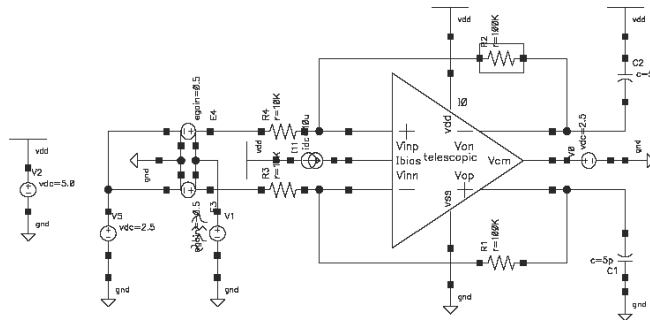 vdd
vdd
R2
r=100K
C2
c=5
egain=0.5
E4
R4
r=10K
I0
vdd
Vinp
Von
V0
vdc=2.5
vdd
gnd
I11
Ibias
telescopic
Vcm
gnd
vdd
V2
vdc=5.0
Vinn
Vop
R3
r=10K
vss
V5
vdc=2.5
E3
V1
R1
r=100K
c=5p
C1
gnd
gnd
gnd
gnd
gnd